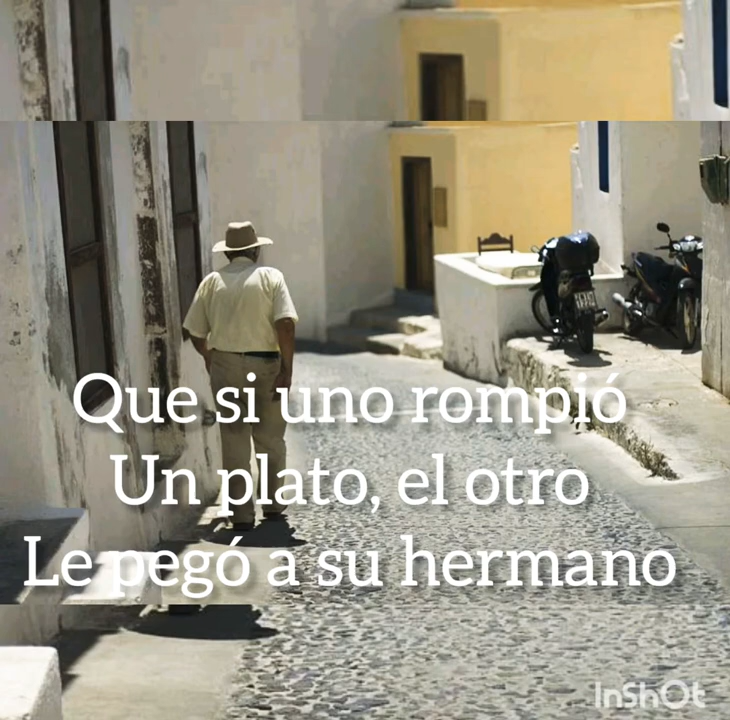 Que si uno rompió
Un plato, el otro
Le pegó a su hermano
InShOt